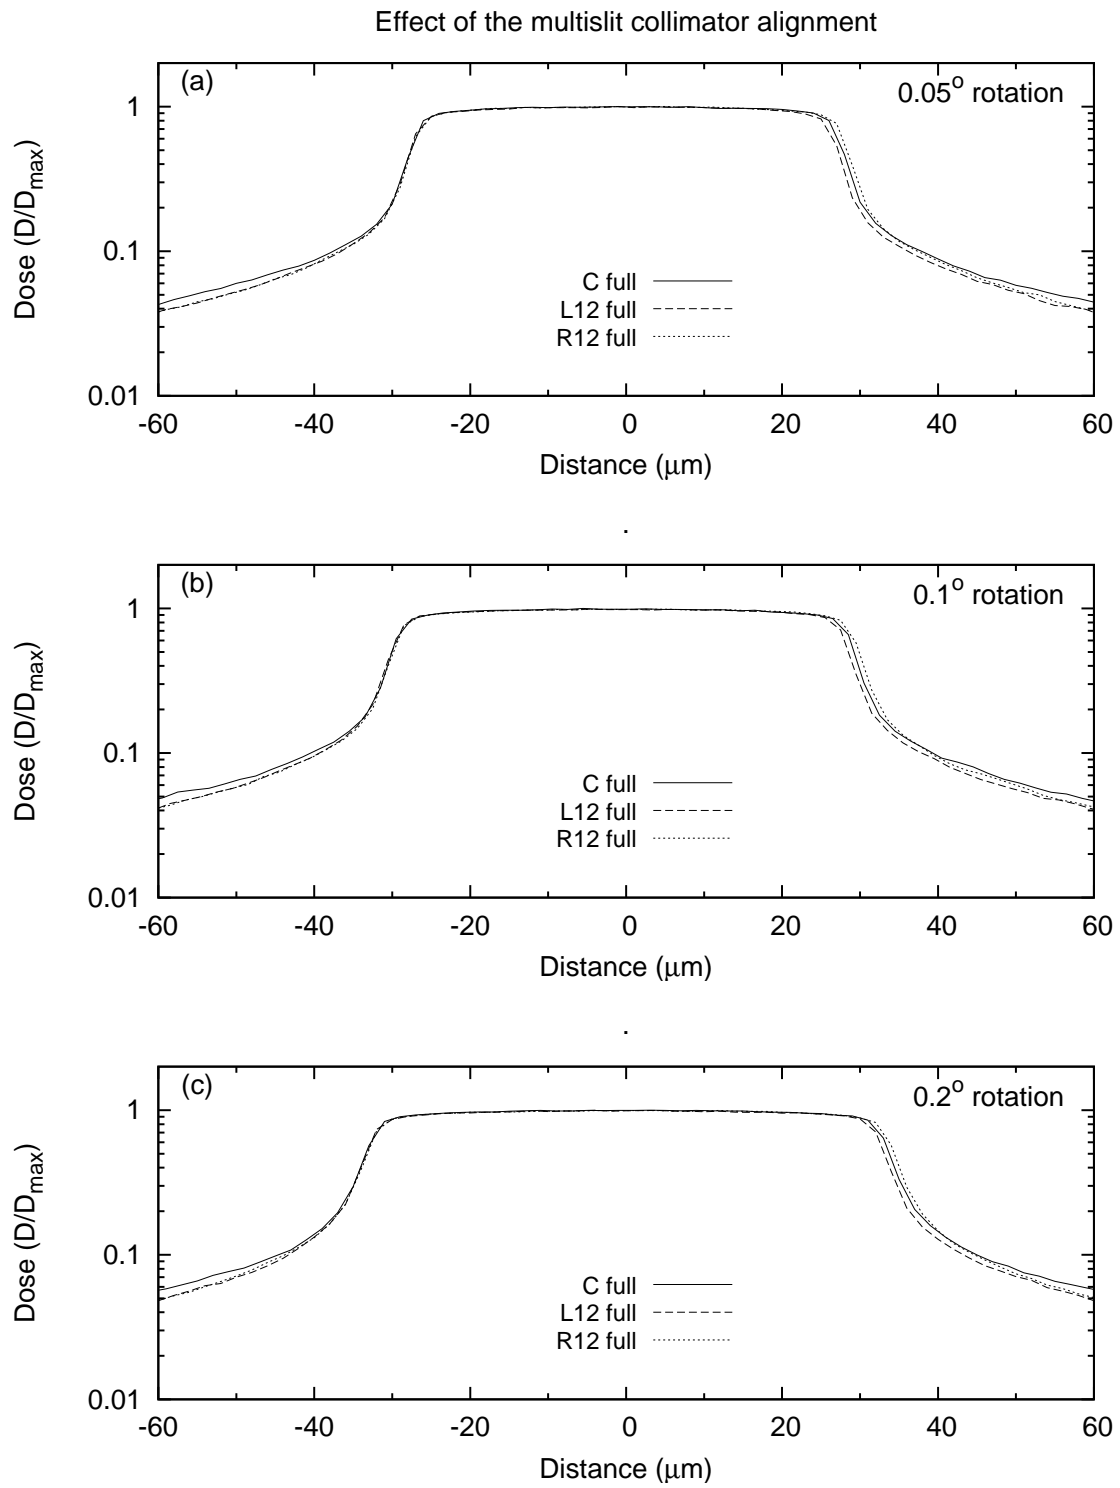 Effect of the multislit collimator alignment
(a)
0.05° rotation
1
0.1
0.01
Dose (D/Dmax)
C full
L12 full
R12 full
-60 -40 -20 0 20 40 60
Distance (μm)
.
(b)
0.1° rotation
1
0.1
0.01
Dose (D/Dmax)
C full
L12 full
R12 full
-60 -40 -20 0 20 40 60
Distance (μm)
.
(c)
0.2° rotation
1
0.1
0.01
Dose (D/Dmax)
C full
L12 full
R12 full
-60 -40 -20 0 20 40 60
Distance (μm)